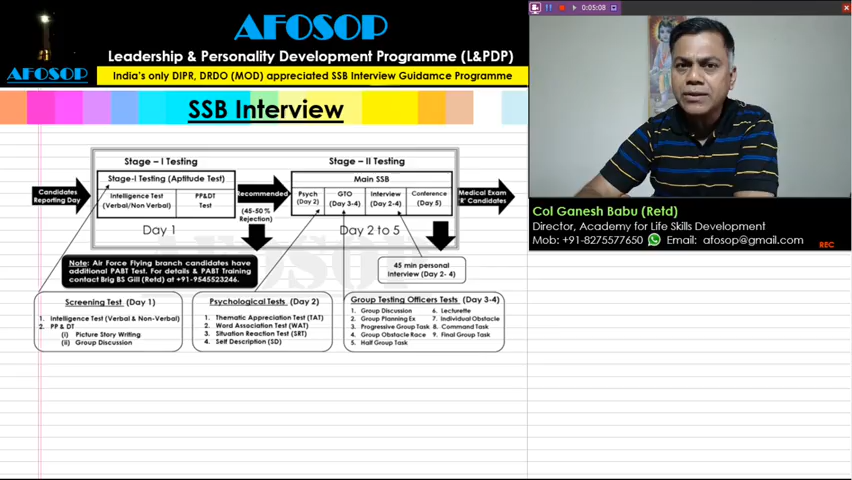 AFOSOP
AFOSOP
Leadership & Personality Development Programme (L&PDP)
India's only DIPR, DRDO (MOD) appreciated SSB Interview Guidamce Programme
SSB Interview
Stage – I Testing
Stage-I Testing (Aptitude Test)
Intelligence Test
(Verbal/Non Verbal)
PP&DT
Test
Day 1
Candidates
Reporting Day
Recommended
(45-50%
Rejection)
Stage – II Testing
Main SSB
Psych
(Day 2)
GTO
(Day 3-4)
Interview
(Day 2-4)
Conference
(Day 5)
Day 2 to 5
Medical Exam
'R' Candidates
Note: Air Force Flying branch candidates have
additional PABT Test. For details & PABT Training
contact Brig BS Gill (Retd) at +91-9545523246.
45 min personal
Interview (Day 2- 4)
AFOSOP
Screening Test (Day 1)
1. Intelligence Test (Verbal & Non-Verbal)
2. PP & DT
(i) Picture Story Writing
(ii) Group Discussion
Psychological Tests (Day 2)
1. Thematic Appreciation Test (TAT)
2. Word Association Test (WAT)
3. Situation Reaction Test (SRT)
4. Self Description (SD)
Group Testing Officers Tests (Day 3-4)
1. Group Discussion
2. Group Planning Ex
3. Progressive Group Task
4. Group Obstacle Race
5. Half Group Task
6. Lecturette
7. Individual Obstacle
8. Command Task
9. Final Group Task
0:05:08
Col Ganesh Babu (Retd)
Director, Academy for Life Skills Development
Mob: +91-8275577650 Email: afosop@gmail.com
REC